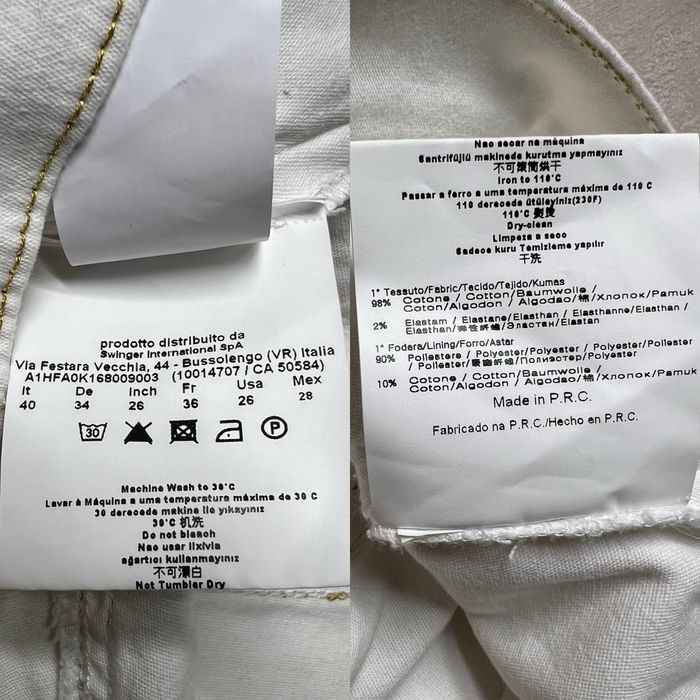 prodotto distribuito da
Swinger International SpA
Via Festara Vecchia, 44 - Bussolengo (VR) Italia
A1HFA0K168009003 (10014707 / CA 50584)
It De Inch Fr Usa Mex
40 34 26 36 26 28
30
A
P
Machine Wash to 30°C
Lavar à Máquina a uma temperatura máxima de 30 C
30 derecede makine ile yıkayiniz
30°C 机洗
Do not bleach
Nao usar lixivia
ağartıcı kullanmayınız
不可漂白
Not Tumbler Dry
Nao secar na máquina
Santrifüjlü makinede kurutma yapmayınız
不可滾筒烘干
Iron to 110°C
Passar a ferro a uma temperatura máxima de 110 C
110 derecede ütüleyiniz(230F)
110°C 熨烫
Dry-clean
Limpeza a seco
Sadece kuru Temizleme yapılır
干洗
1° Tessuto/Fabric/Tecido/Tejido/Kumas
98% Cotone / Cotton/Baumwolle /
Coton/Algodon / Algodao/棉/Хлопок/Pamuk
2% Elastam / Elastane/Elasthan / Elasthanne/Elasthan /
Elasthan/弹性纤维/Эластан/Elastan
1° Fodera/Lining/Forro/Astar
90% Poliestere / Polyester/Polyester / Polyester/Poliester
/ Poliester/聚酯纤维/Полиэстер/Polyester
10% Cotone / Cotton/Baumwolle /
Coton/Algodon / Algodao/棉/Хлопок/Pamuk
Made in P.R.C.
Fabricado na P.R.C./Hecho en P.R.C.